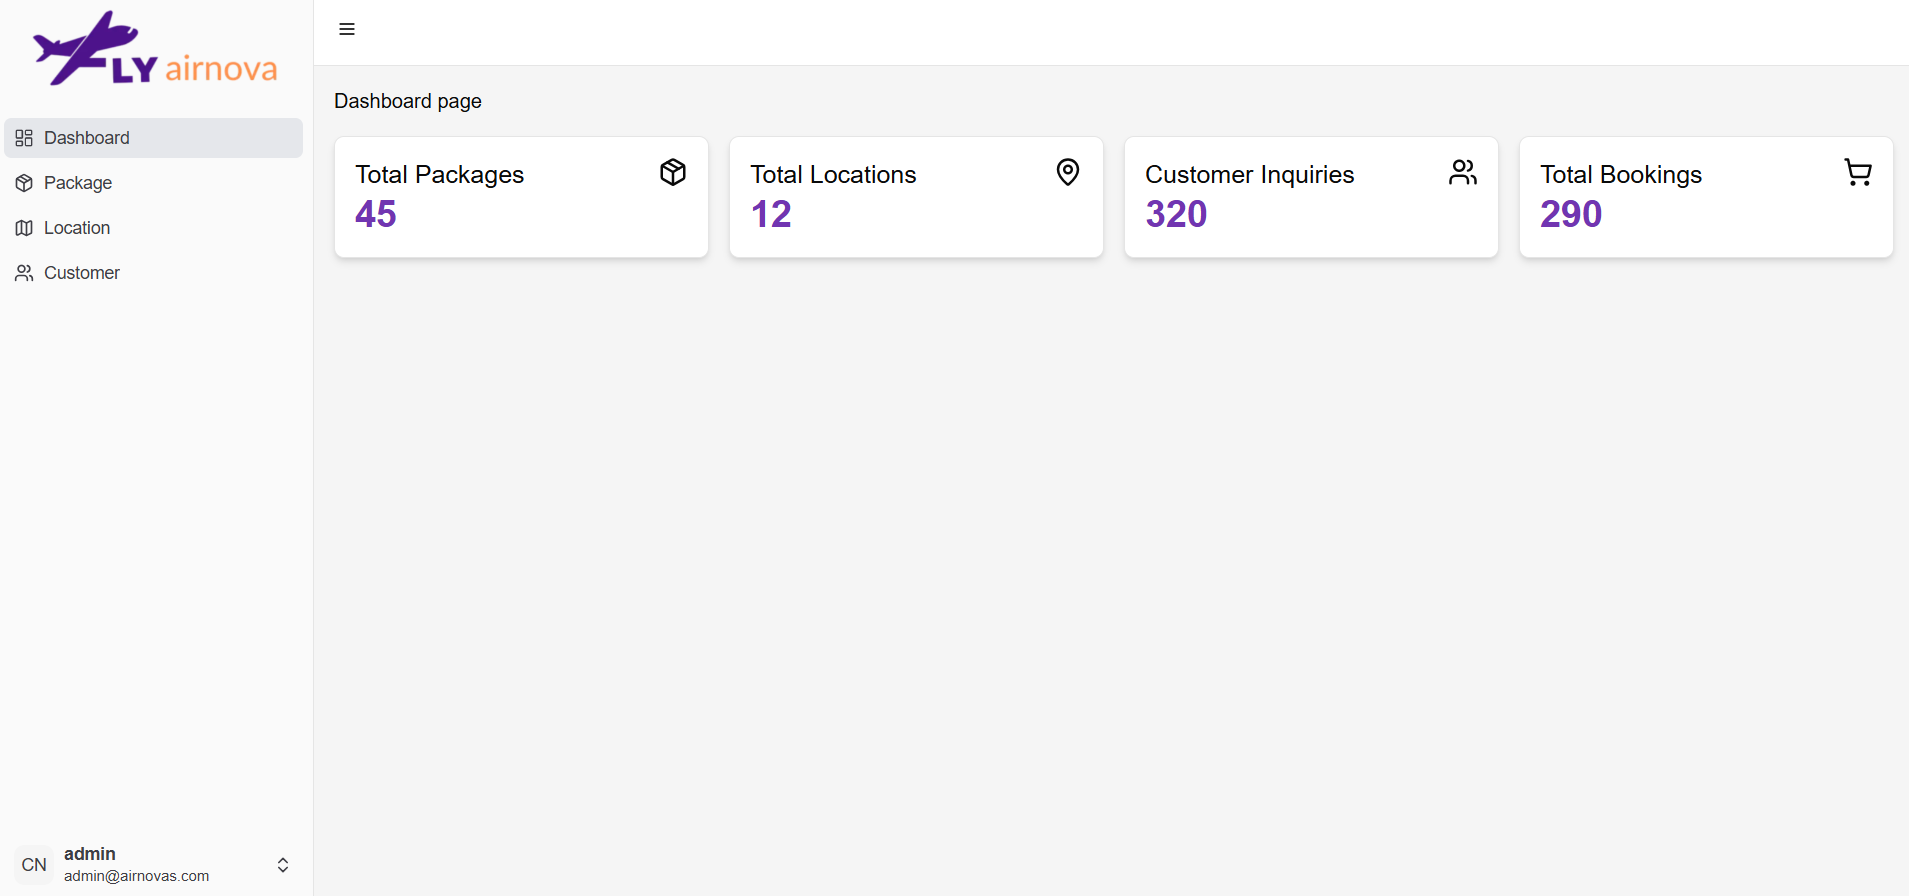 FLY airnova
Dashboard
Package
Location
Customer
CN
admin
admin@airnovas.com
Dashboard page
Total Packages
45
Total Locations
12
Customer Inquiries
320
Total Bookings
290